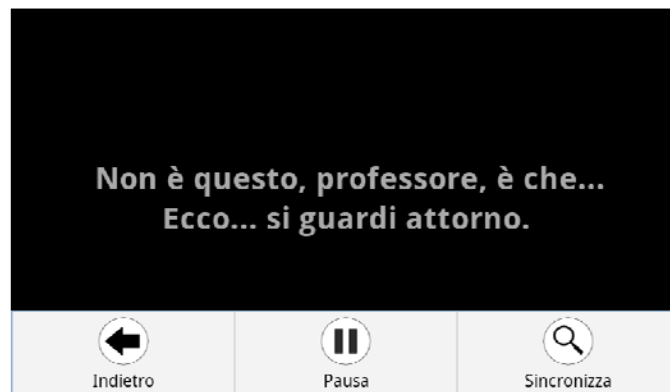 Non è questo, professore, è che...
Ecco... si guardi attorno.
Indietro
Pausa
Sincronizza